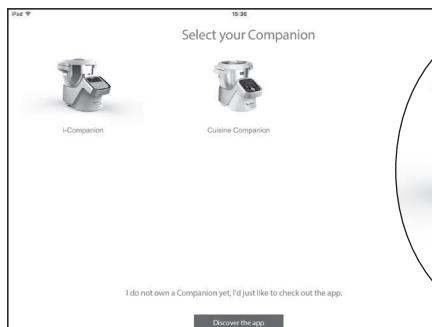 iPad 15:36
Select your Companion
i-Companion Cuisine Companion
I do not own a Companion yet, I'd just like to check out the app.
Discover the app